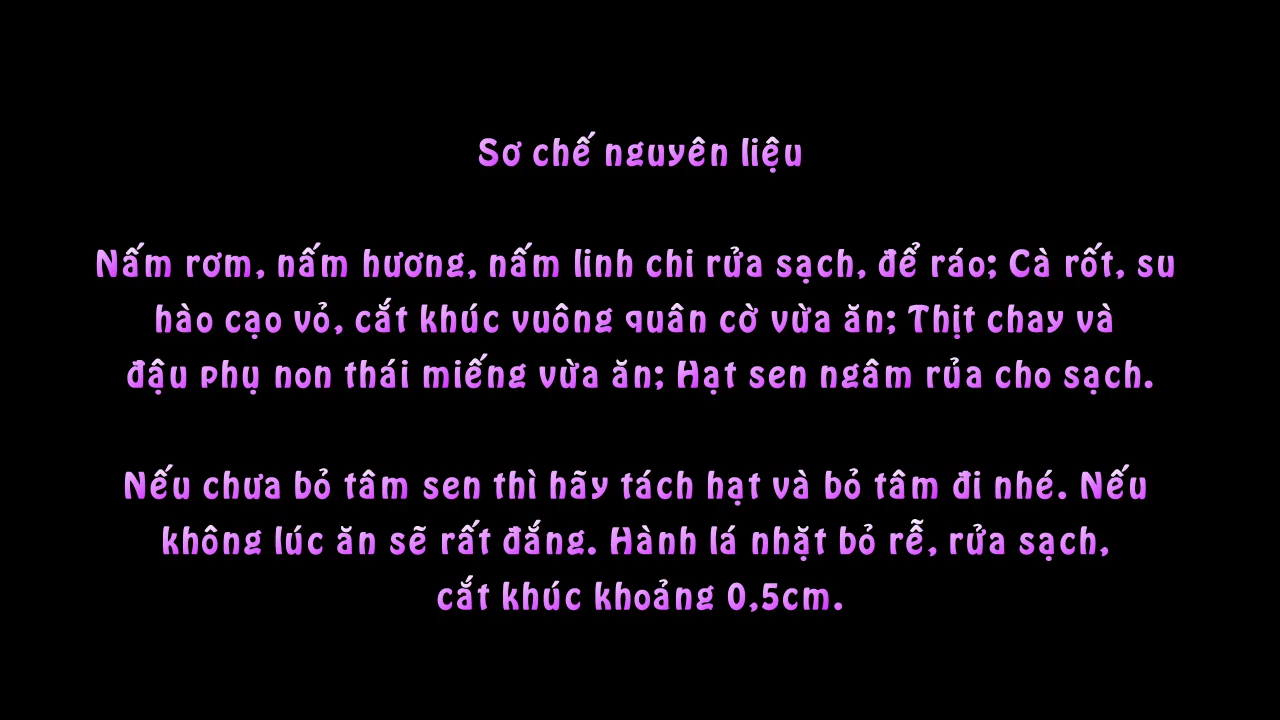 Sơ chế nguyên liệu
Nấm rơm, nấm hương, nấm linh chi rửa sạch, để ráo; Cà rốt, su
hào cạo vỏ, cắt khúc vuông quân cờ vừa ăn; Thịt chay và
đậu phụ non thái miếng vừa ăn; Hạt sen ngâm rủa cho sạch.
Nếu chưa bỏ tâm sen thì hãy tách hạt và bỏ tâm đi nhé. Nếu
không lúc ăn sẽ rất đắng. Hành lá nhặt bỏ rễ, rửa sạch,
cắt khúc khoảng 0,5cm.